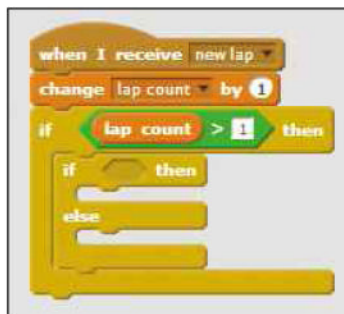 when I receive new lap
change lap count by 1
if lap count > 1 then
if then
else